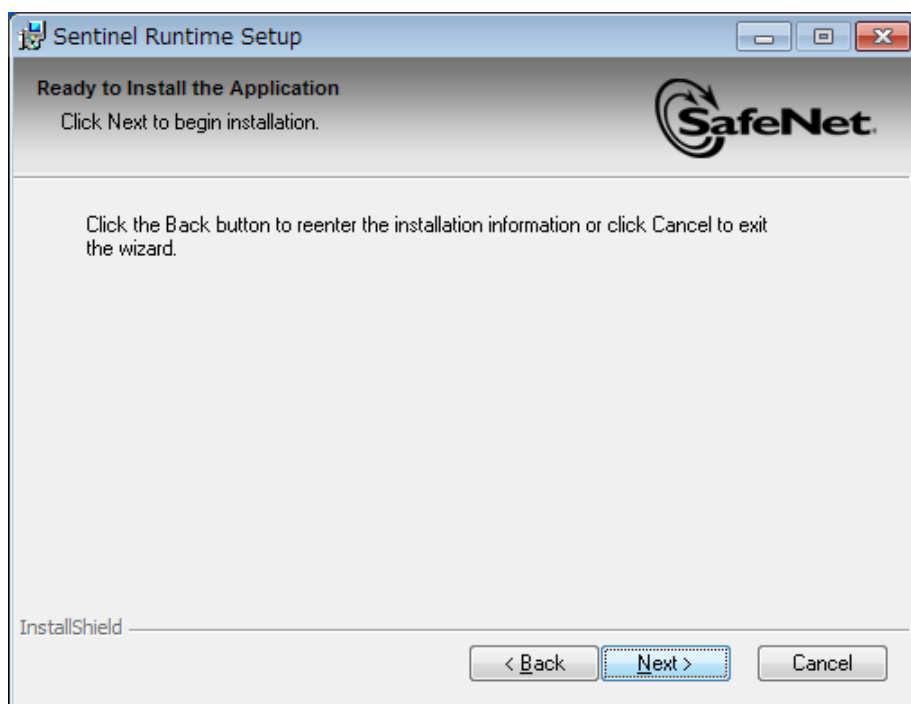 Sentinel Runtime Setup
Ready to Install the Application
Click Next to begin installation.
SafeNet.
Click the Back button to reenter the installation information or click Cancel to exit
the wizard.
InstallShield
< Back
Next >
Cancel